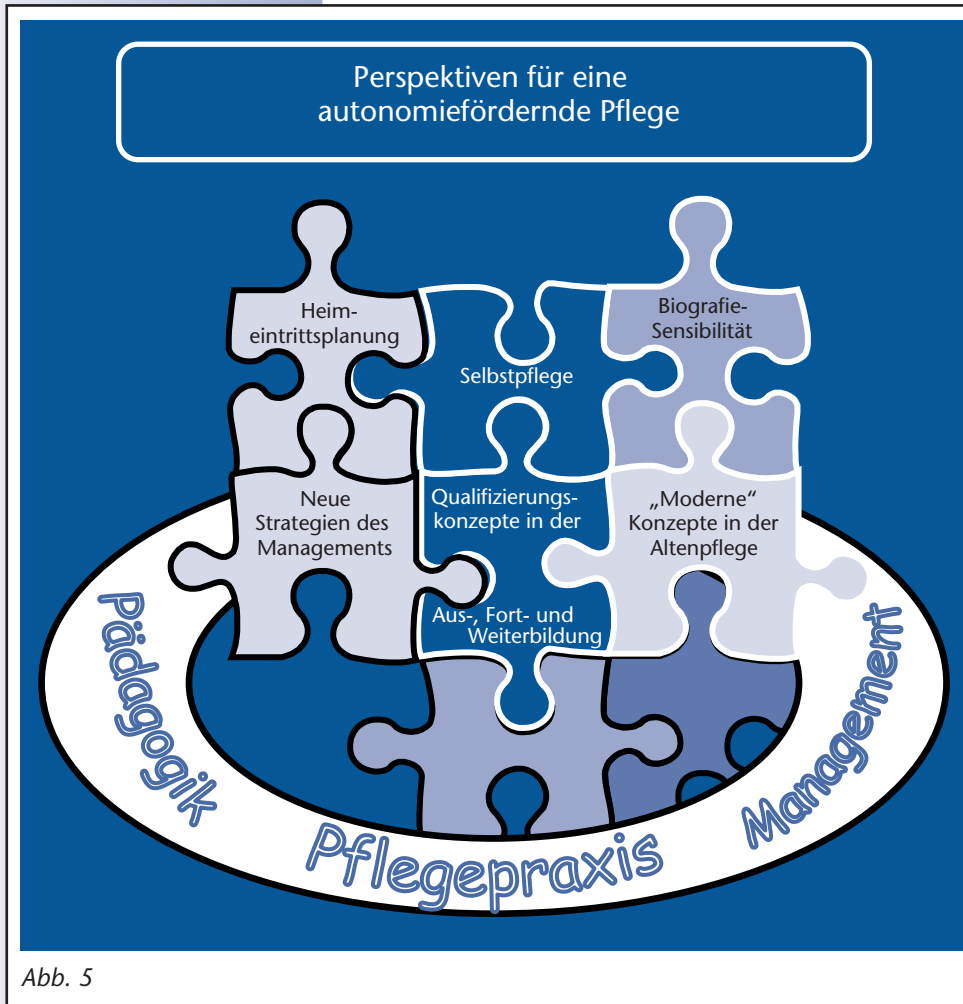 Perspektiven für eine
autonomiefördernde Pflege
Heim-
eintrittsplanung
Selbstpflege
Biografie-
Sensibilität
Neue
Strategien des
Managements
Qualifizierungs-
konzepte in der
Aus-, Fort- und
Weiterbildung
„Moderne“
Konzepte in der
Altenpflege
Pädagogik
Pflegepraxis
Management
Abb. 5